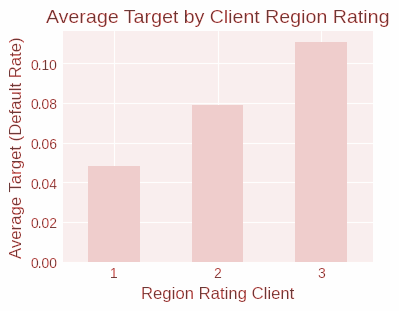 Average Target by Client Region Rating
Average Target (Default Rate)
0.10
0.08
0.06
0.04
0.02
0.00
1 2 3
Region Rating Client